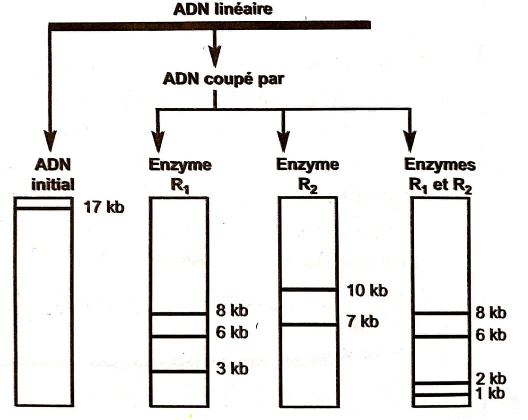 ADN linéaire
ADN coupé par
ADN
initial
Enzyme
R1
Enzyme
R2
Enzymes
R1 et R2
17 kb
8 kb
6 kb
3 kb
10 kb
7 kb
8 kb
6 kb
2 kb
1 kb